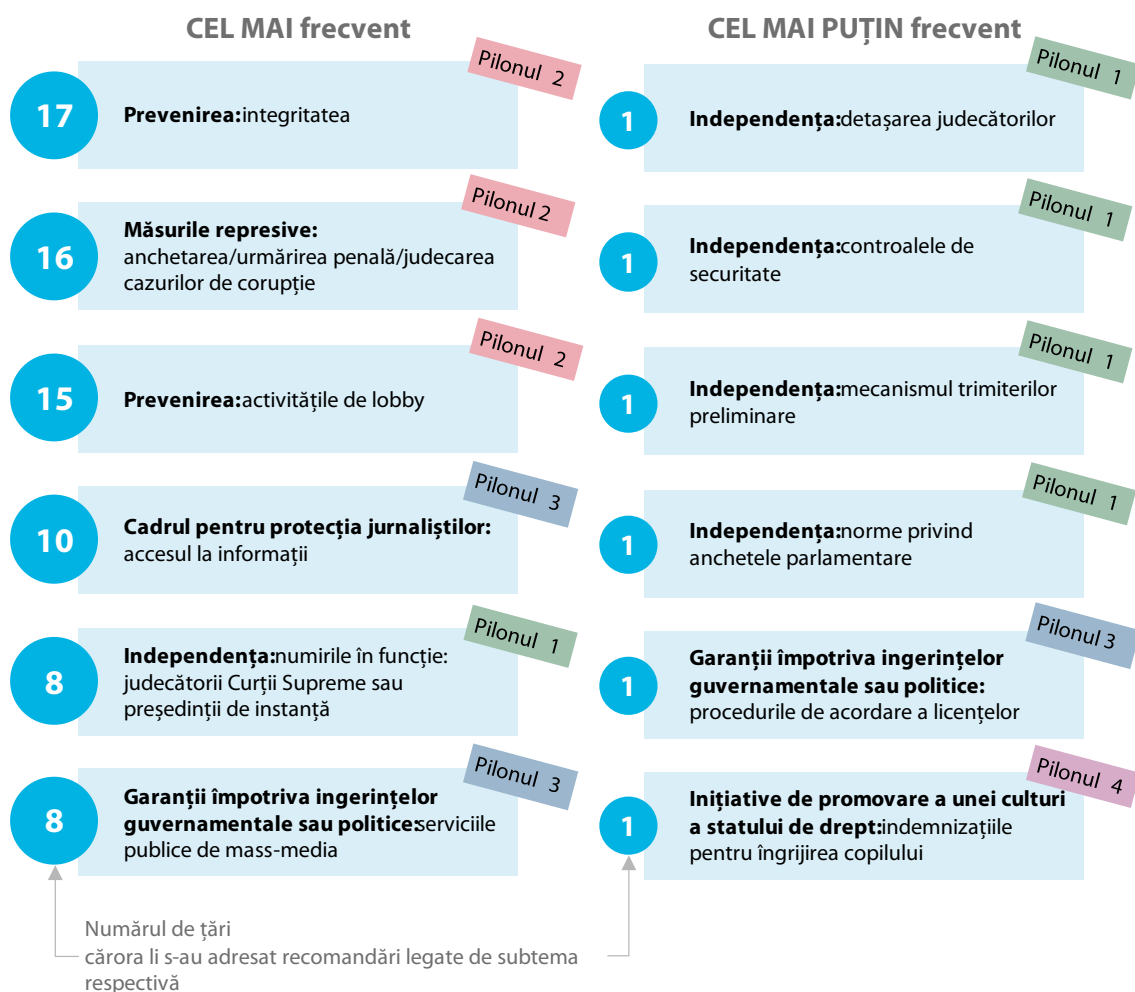 CEL MAI frecvent
Pilonul 2
17
Prevenirea:integritatea
Pilonul 2
16
Măsurile represive:
anchetarea/urmărirea penală/judecarea
cazurilor de corupție
Pilonul 2
15
Prevenirea:activitățile de lobby
Pilonul 3
10
Cadrul pentru protecția jurnaliștilor:
accesul la informații
Pilonul 1
8
Independența:numirile în funcție:
judecătorii Curții Supreme sau
președinții de instanță
Pilonul 3
8
Garanții împotriva ingerințelor
guvernamentale sau politice:serviciile
publice de mass-media
CEL MAI PUȚIN frecvent
Pilonul 1
1
Independența:detașarea judecătorilor
Pilonul 1
1
Independența:controalele de
securitate
Pilonul 1
1
Independența:mecanismul trimiterilor
preliminare
Pilonul 1
1
Independența:norme privind
anchetele parlamentare
Pilonul 3
1
Garanții împotriva ingerințelor
guvernamentale sau politice:
procedurile de acordare a licențelor
Pilonul 4
1
Inițiative de promovare a unei culturi
a statului de drept:indemnizațiile
pentru îngrijirea copilului
Numărul de țări
cărora li s-au adresat recomandări legate de subtema
respectivă